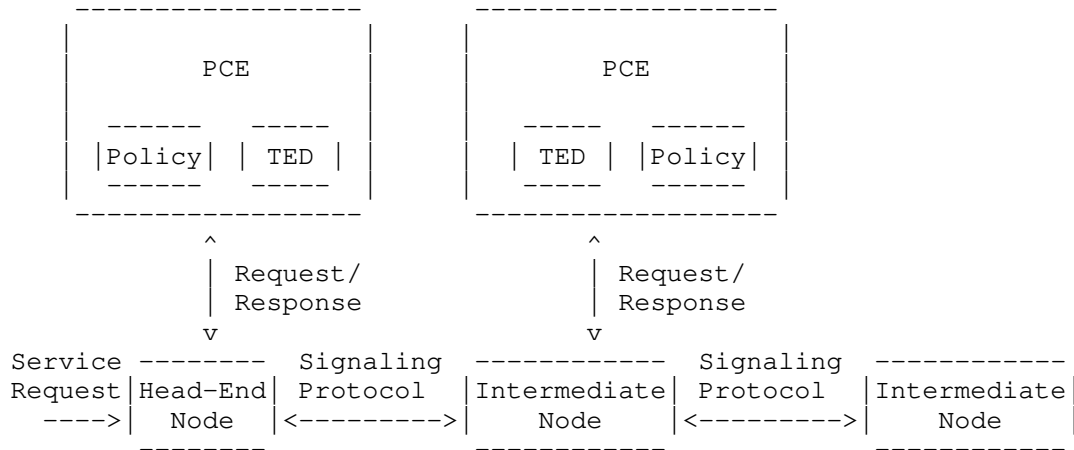 PCE PCE
Policy TED TED Policy
Request/ Request/
Response Response
Service Signaling Signaling
Request Head-End Protocol Intermediate Protocol Intermediate
Node Node Node